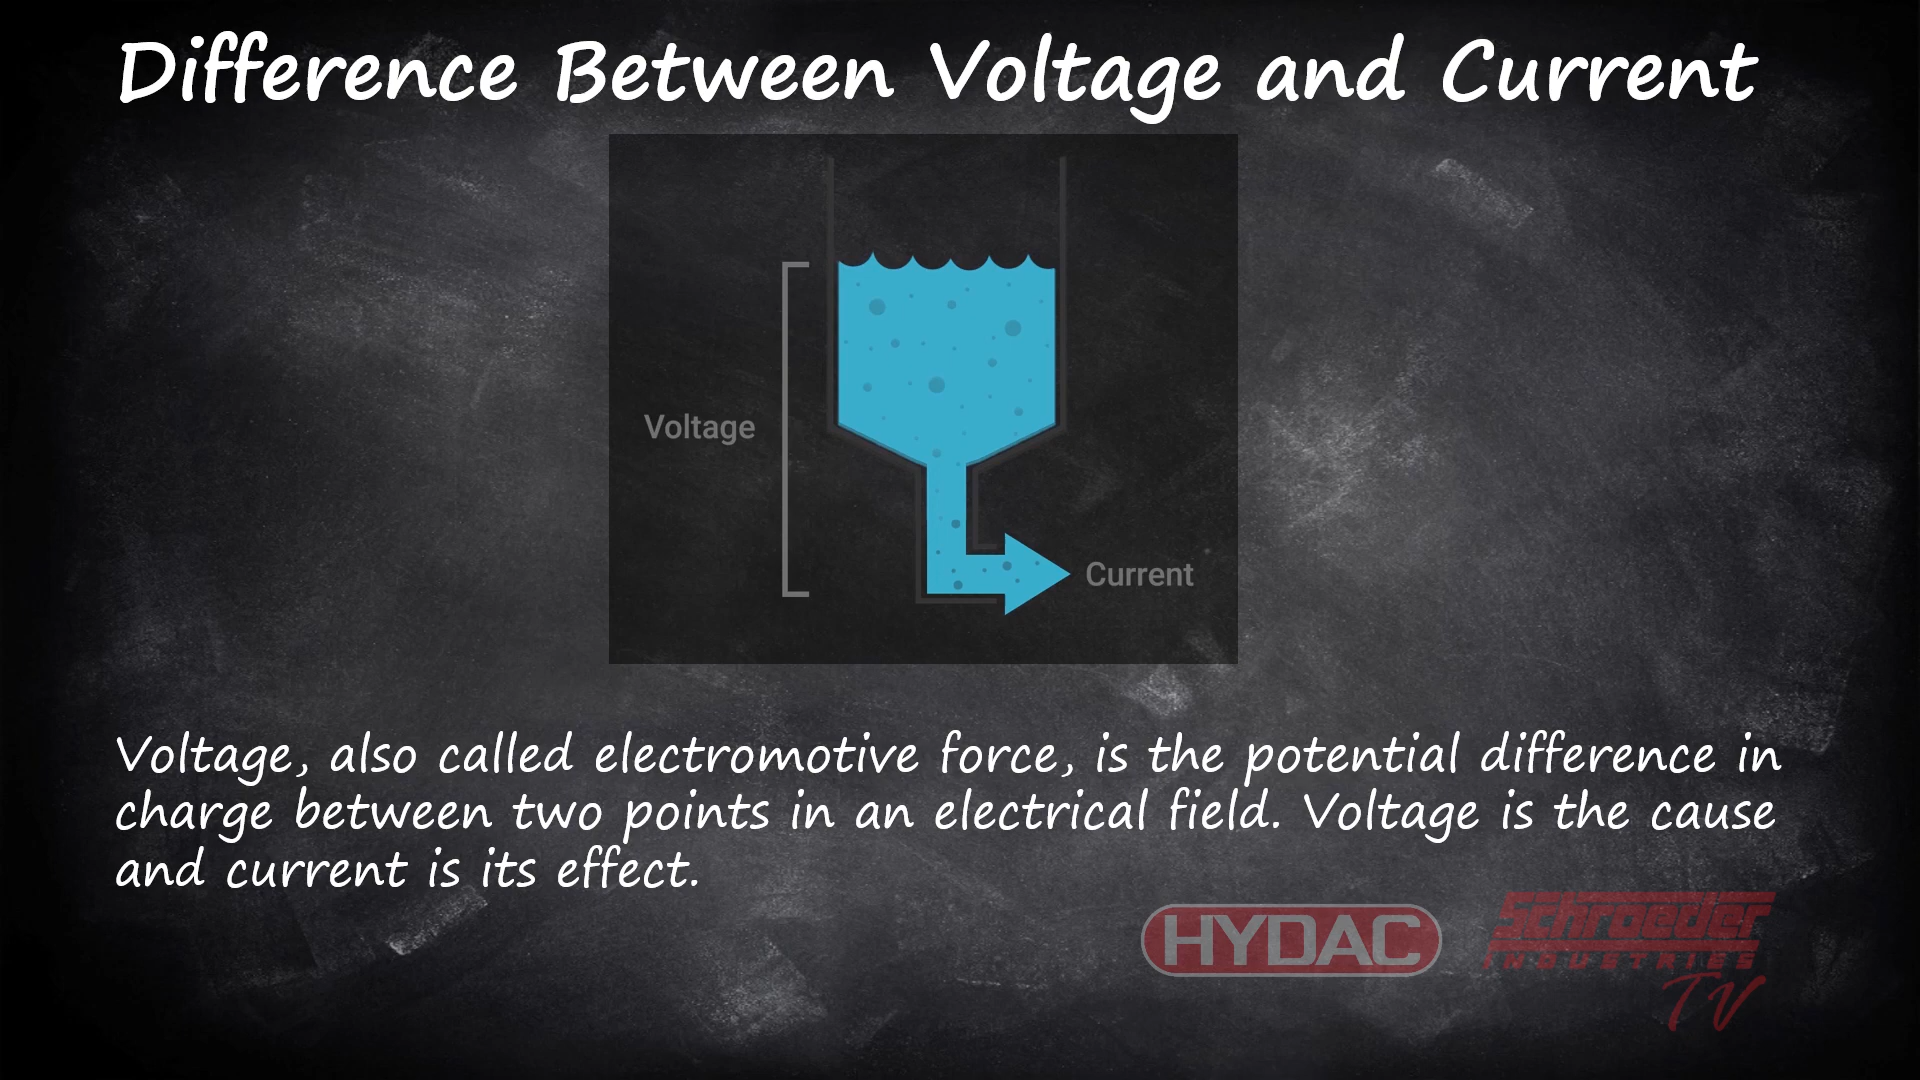 Difference Between Voltage and Current
Voltage
Current
Voltage, also called electromotive force, is the potential difference in
charge between two points in an electrical field. Voltage is the cause
and current is its effect.
HYDAC
Schroeder
INDUSTRIES
TV